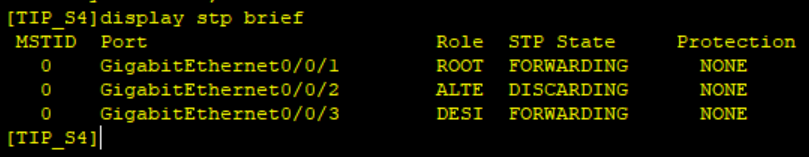 [TIP_S4]display stp brief
MSTID Port Role STP State Protection
0 GigabitEthernet0/0/1 ROOT FORWARDING NONE
0 GigabitEthernet0/0/2 ALTE DISCARDING NONE
0 GigabitEthernet0/0/3 DESI FORWARDING NONE
[TIP_S4]